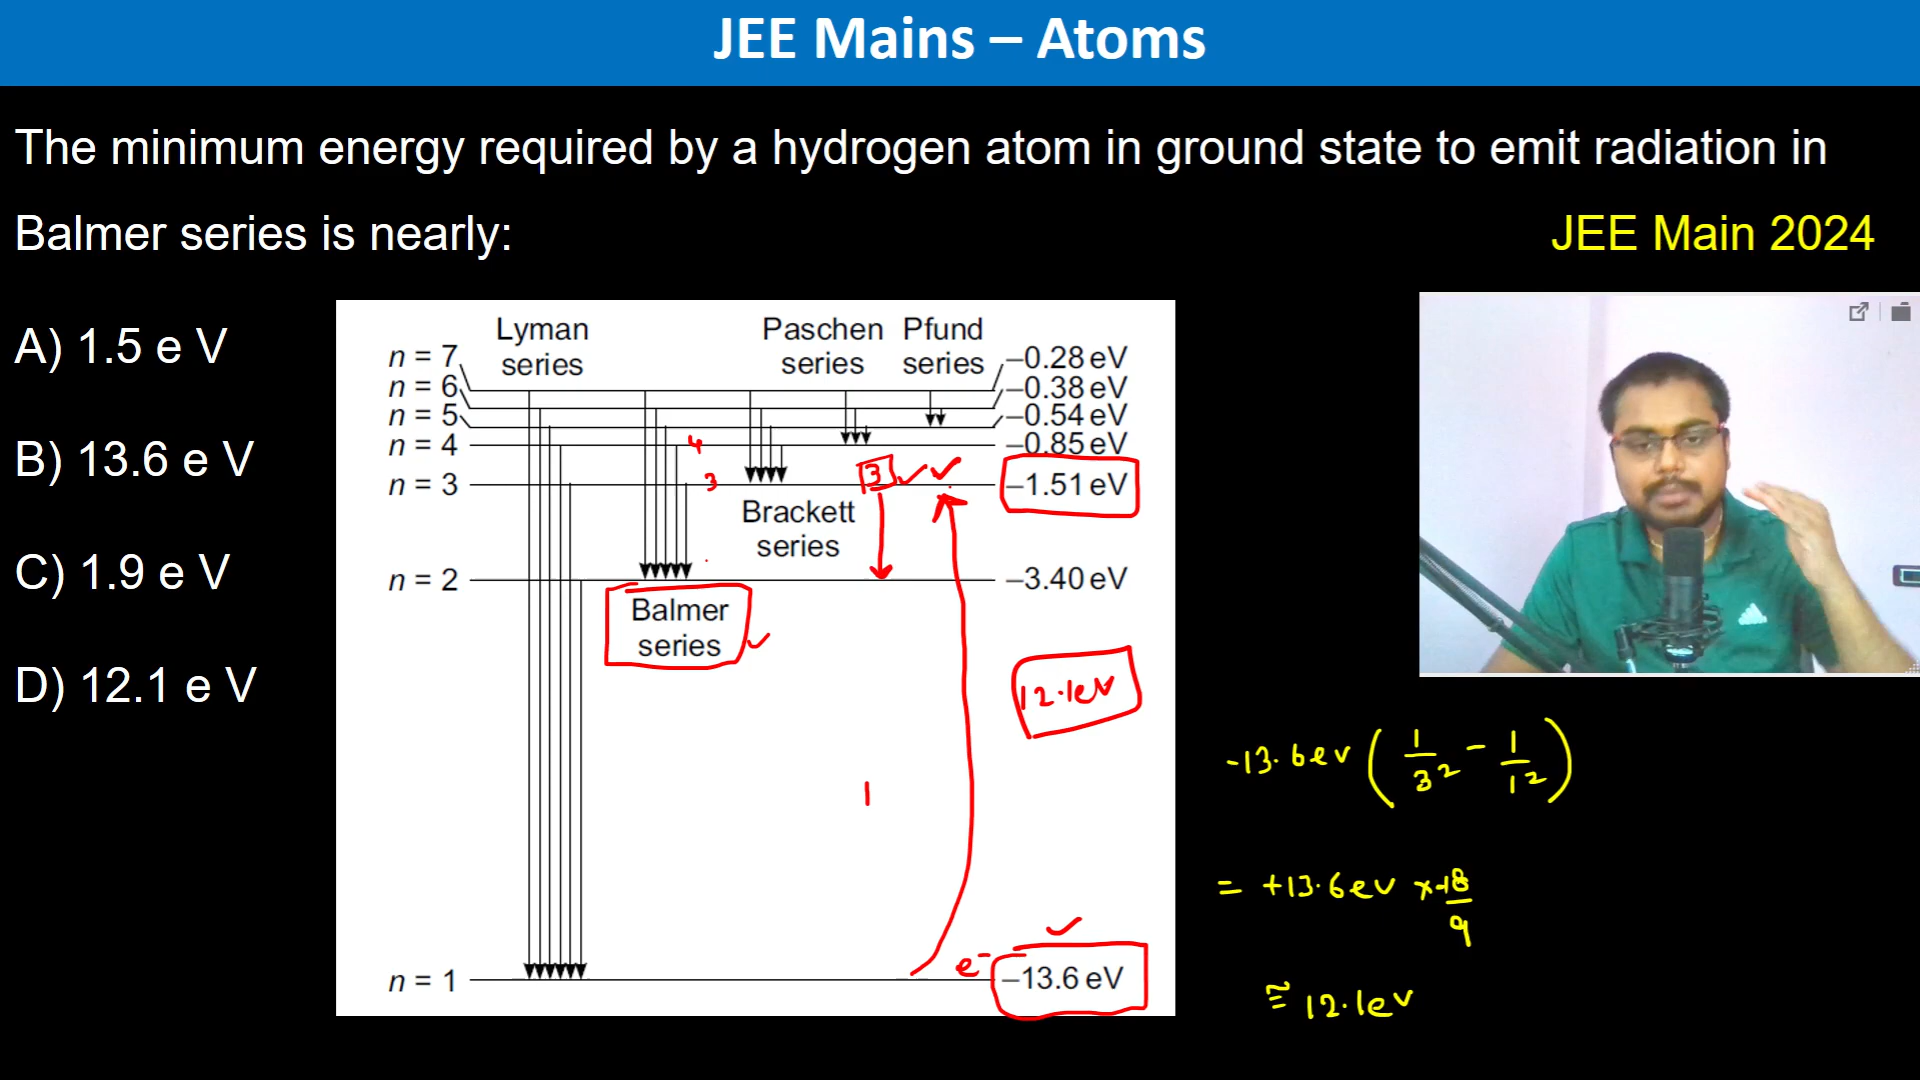 JEE Mains – Atoms
The minimum energy required by a hydrogen atom in ground state to emit radiation in
Balmer series is nearly:
JEE Main 2024
A) 1.5 e V
B) 13.6 e V
C) 1.9 e V
D) 12.1 e V
Lyman series
Paschen series
Pfund series
n = 7
–0.28 eV
n = 6
–0.38 eV
n = 5
–0.54 eV
n = 4
4
–0.85 eV
n = 3
3
3
–1.51 eV
Brackett series
n = 2
–3.40 eV
Balmer series
12.1eV
1
n = 1
e⁻
–13.6 eV
-13.6 ev ( 1/3² - 1/1² )
= +13.6 ev × +8/9
≅ 12.1ev